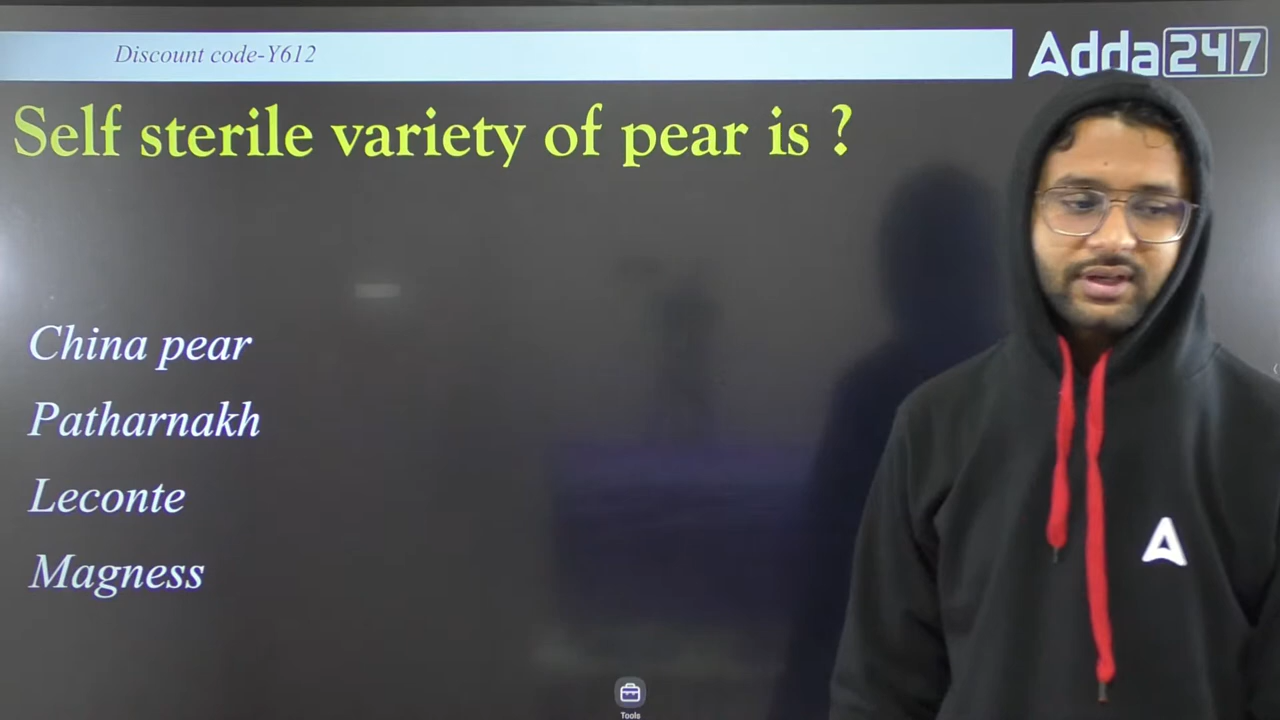 Discount code-Y612
Adda247
Self sterile variety of pear is ?
China pear
Patharnakh
Leconte
Magness
Tools